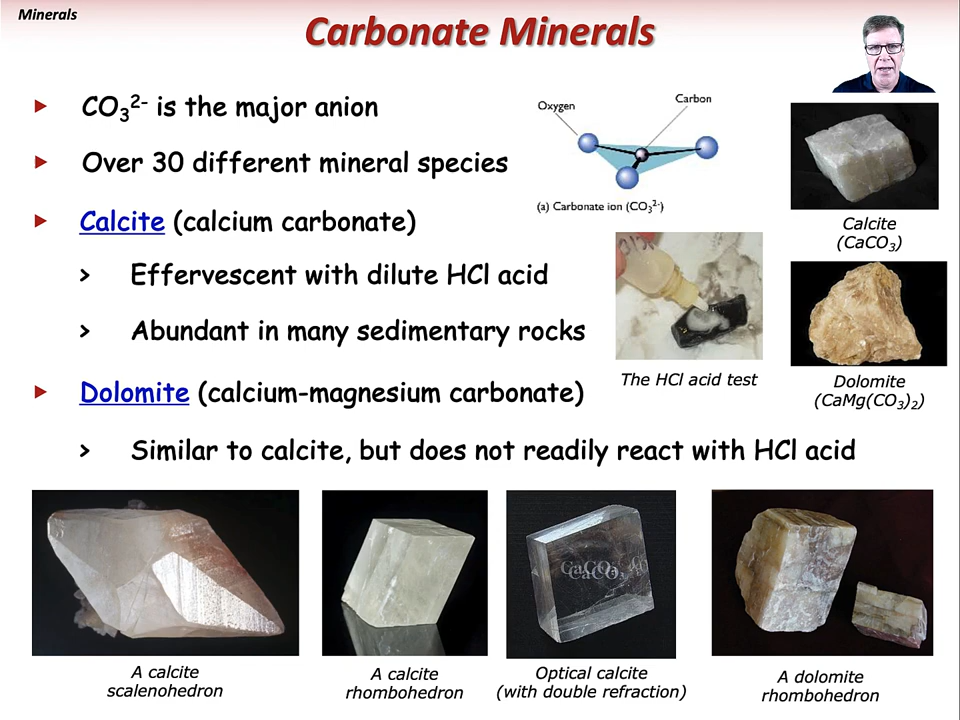 Minerals
Carbonate Minerals
CO₃²⁻ is the major anion
Over 30 different mineral species
Calcite (calcium carbonate)
> Effervescent with dilute HCl acid
> Abundant in many sedimentary rocks
Dolomite (calcium-magnesium carbonate)
> Similar to calcite, but does not readily react with HCl acid
Oxygen
Carbon
(a) Carbonate ion (CO₃²⁻)
The HCl acid test
Calcite
(CaCO₃)
Dolomite
(CaMg(CO₃)₂)
CaCO₃
CaCO₃
A calcite
scalenohedron
A calcite
rhombohedron
Optical calcite
(with double refraction)
A dolomite
rhombohedron